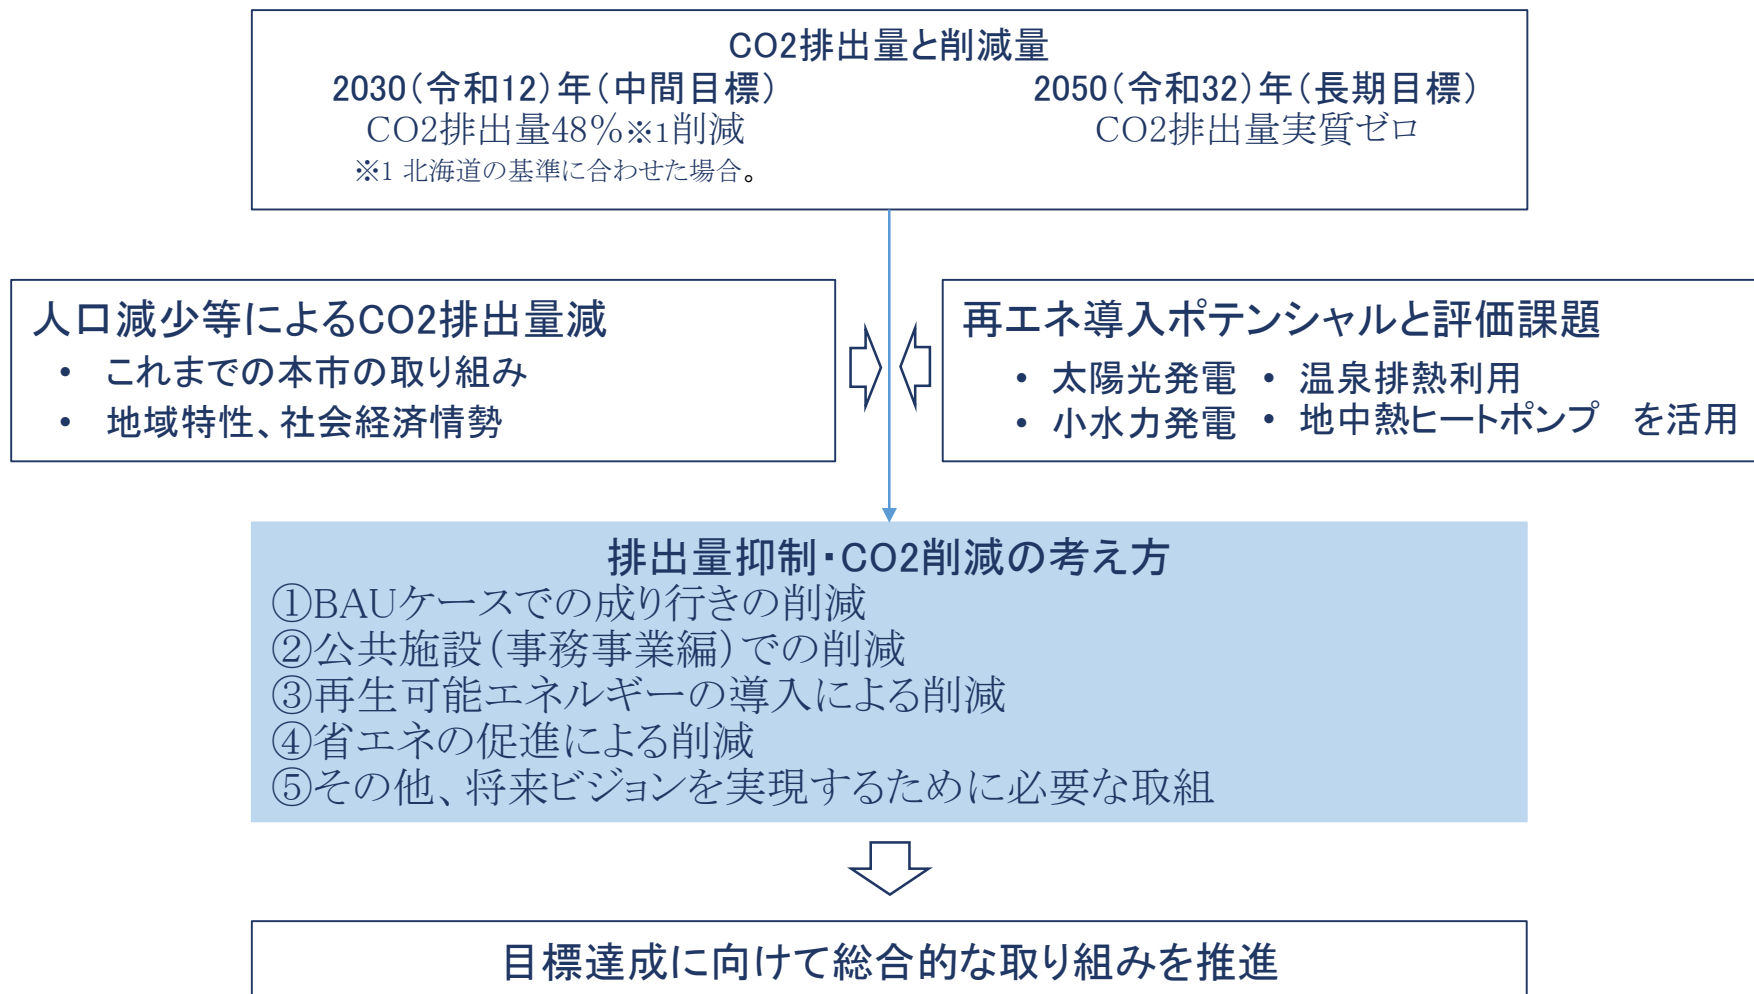 CO2排出量と削減量
2030(令和12)年(中間目標)
CO2排出量48%※1削減
※1 北海道の基準に合わせた場合。
2050(令和32)年(長期目標)
CO2排出量実質ゼロ
人口減少等によるCO2排出量減
• これまでの本市の取り組み
• 地域特性、社会経済情勢
再エネ導入ポテンシャルと評価課題
• 太陽光発電 • 温泉排熱利用
• 小水力発電 • 地中熱ヒートポンプ を活用
排出量抑制・CO2削減の考え方
①BAUケースでの成り行きの削減
②公共施設(事務事業編)での削減
③再生可能エネルギーの導入による削減
④省エネの促進による削減
⑤その他、将来ビジョンを実現するために必要な取組
目標達成に向けて総合的な取り組みを推進